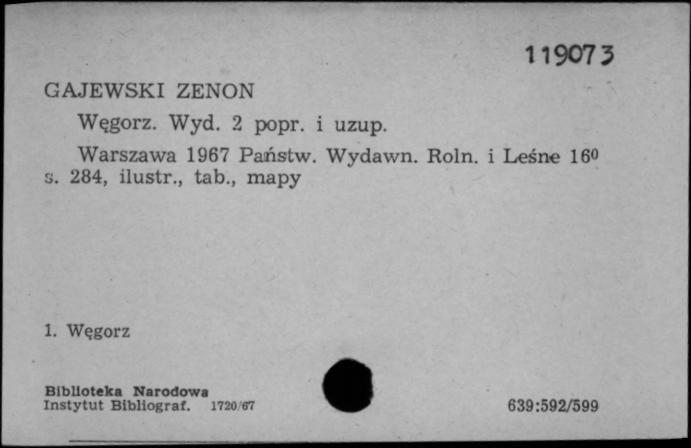 119073
GAJEWSKI ZENON
Węgorz. Wyd. 2 popr. i uzup.
Warszawa 1967 Państw. Wydawn. Roln. i Leśne 16⁰
s. 284, ilustr., tab., mapy
1. Węgorz
Biblioteka Narodowa
Instytut Bibliograf. 1720/67
639:592/599